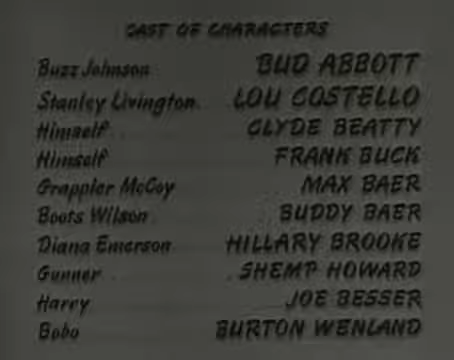 CAST OF CHARACTERS
Buzz Johnson BUD ABBOTT
Stanley Livington LOU COSTELLO
Himself CLYDE BEATTY
Himself FRANK BUCK
Grappler McCoy MAX BAER
Boots Wilson BUDDY BAER
Diana Emerson HILLARY BROOKE
Gunner SHEMP HOWARD
Harry JOE BESSER
Bobo BURTON WENLAND